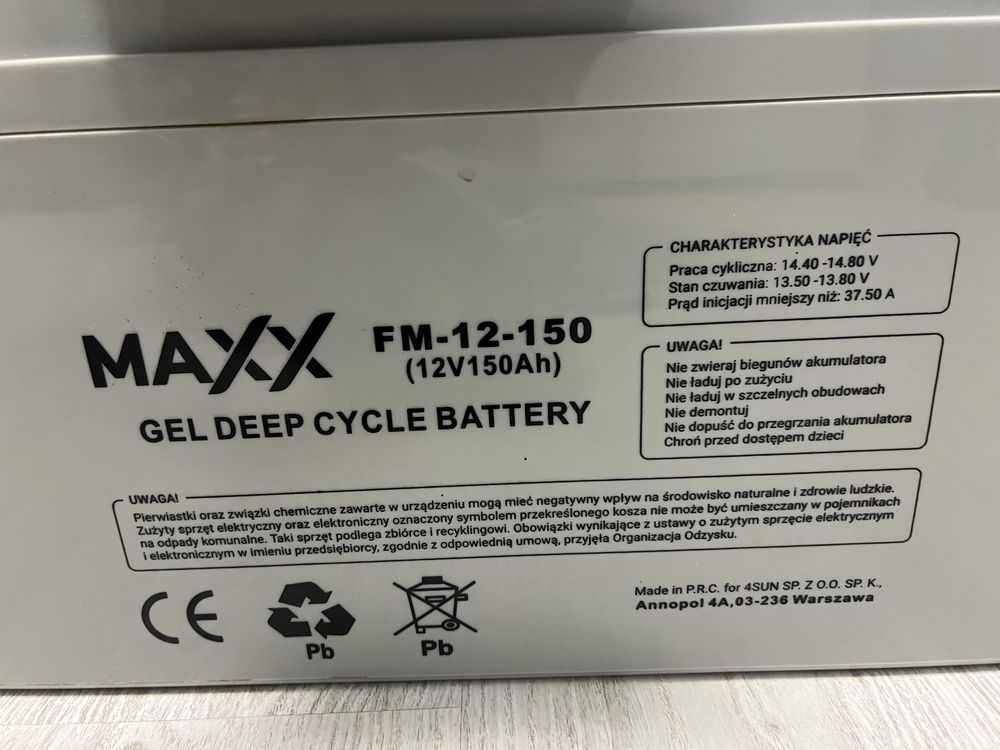 CHARAKTERYSTYKA NAPIĘĆ
Praca cykliczna: 14.40 -14.80 V
Stan czuwania: 13.50 -13.80 V
Prąd inicjacji mniejszy niż: 37.50 A
MAXX
FM-12-150
(12V150Ah)
GEL DEEP CYCLE BATTERY
UWAGA!
Nie zwieraj biegunów akumulatora
Nie ładuj po zużyciu
Nie ładuj w szczelnych obudowach
Nie demontuj
Nie dopuść do przegrzania akumulatora
Chroń przed dostępem dzieci
UWAGA!
Pierwiastki oraz związki chemiczne zawarte w urządzeniu mogą mieć negatywny wpływ na środowisko naturalne i zdrowie ludzkie.
Zużyty sprzęt elektryczny oraz elektroniczny oznaczony symbolem przekreślonego kosza nie może być umieszczany w pojemnikach
na odpady komunalne. Taki sprzęt podlega zbiórce i recyklingowi. Obowiązki wynikające z ustawy o zużytym sprzęcie elektrycznym
i elektronicznym w imieniu przedsiębiorcy, zgodnie z odpowiednią umową, przyjęła Organizacja Odzysku.
CE
Pb
Pb
Made in P.R.C. for 4SUN SP. Z O.O. SP. K.,
Annopol 4A,03-236 Warszawa